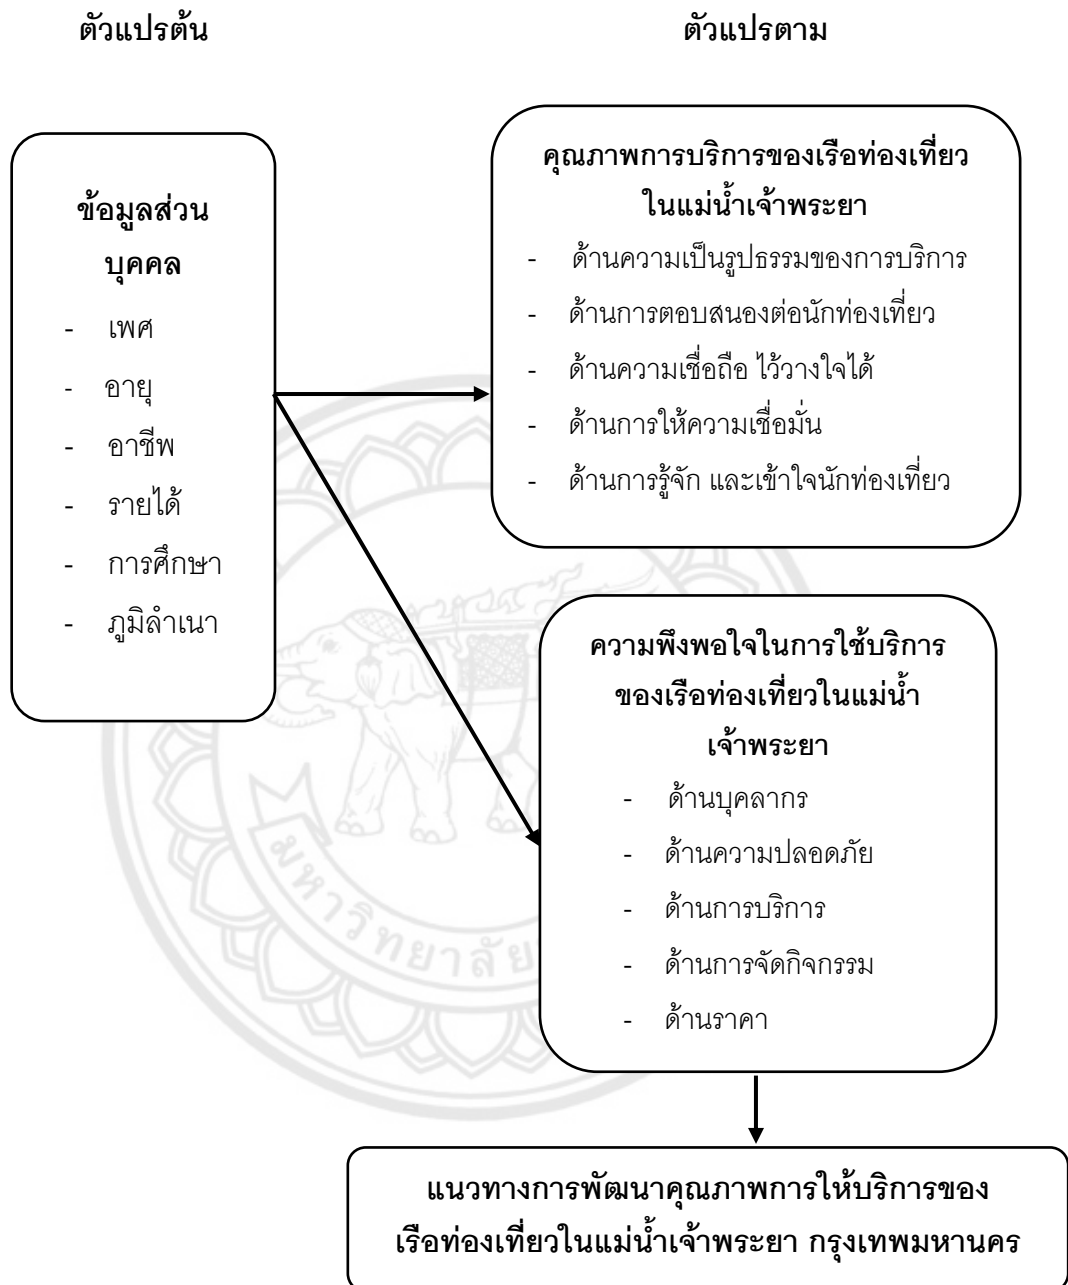 ตัวแปรต้น
ตัวแปรตาม
ข้อมูลส่วน
บุคคล
- เพศ
- อายุ
- อาชีพ
- รายได้
- การศึกษา
- ภูมิลำเนา
คุณภาพการบริการของเรือท่องเที่ยว
ในแม่น้ำเจ้าพระยา
- ด้านความเป็นรูปธรรมของการบริการ
- ด้านการตอบสนองต่อนักท่องเที่ยว
- ด้านความเชื่อถือ ไว้วางใจได้
- ด้านการให้ความเชื่อมั่น
- ด้านการรู้จัก และเข้าใจนักท่องเที่ยว
ความพึงพอใจในการใช้บริการ
ของเรือท่องเที่ยวในแม่น้ำ
เจ้าพระยา
- ด้านบุคลากร
- ด้านความปลอดภัย
- ด้านการบริการ
- ด้านการจัดกิจกรรม
- ด้านราคา
มหาวิทยาลัย
แนวทางการพัฒนาคุณภาพการให้บริการของ
เรือท่องเที่ยวในแม่น้ำเจ้าพระยา กรุงเทพมหานคร